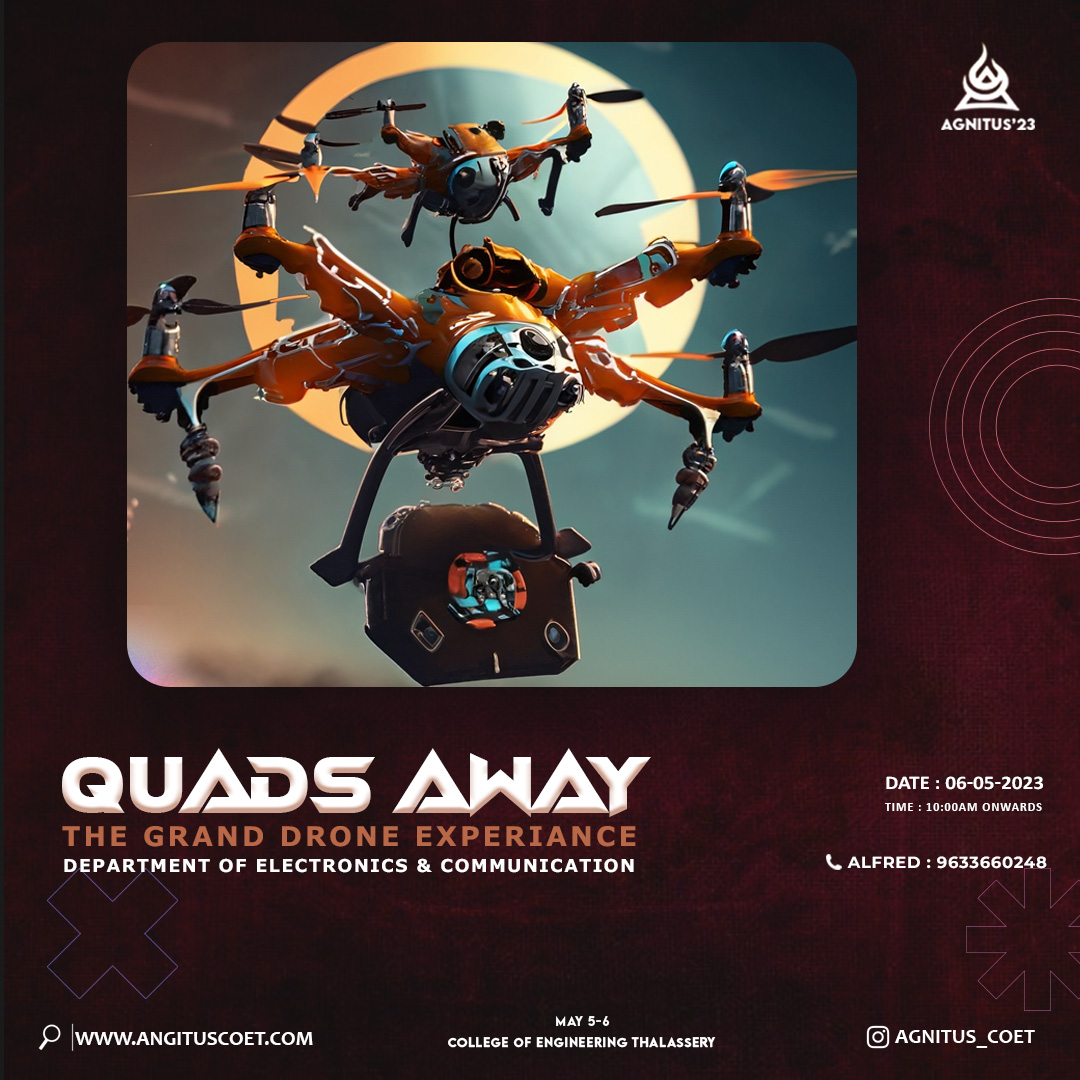 AGNITUS'23
QUADS AWAY
THE GRAND DRONE EXPERIANCE
DEPARTMENT OF ELECTRONICS & COMMUNICATION
DATE : 06-05-2023
TIME : 10:00AM ONWARDS
ALFRED : 9633660248
WWW.ANGITUSCOET.COM
MAY 5-6
COLLEGE OF ENGINEERING THALASSERY
AGNITUS_COET